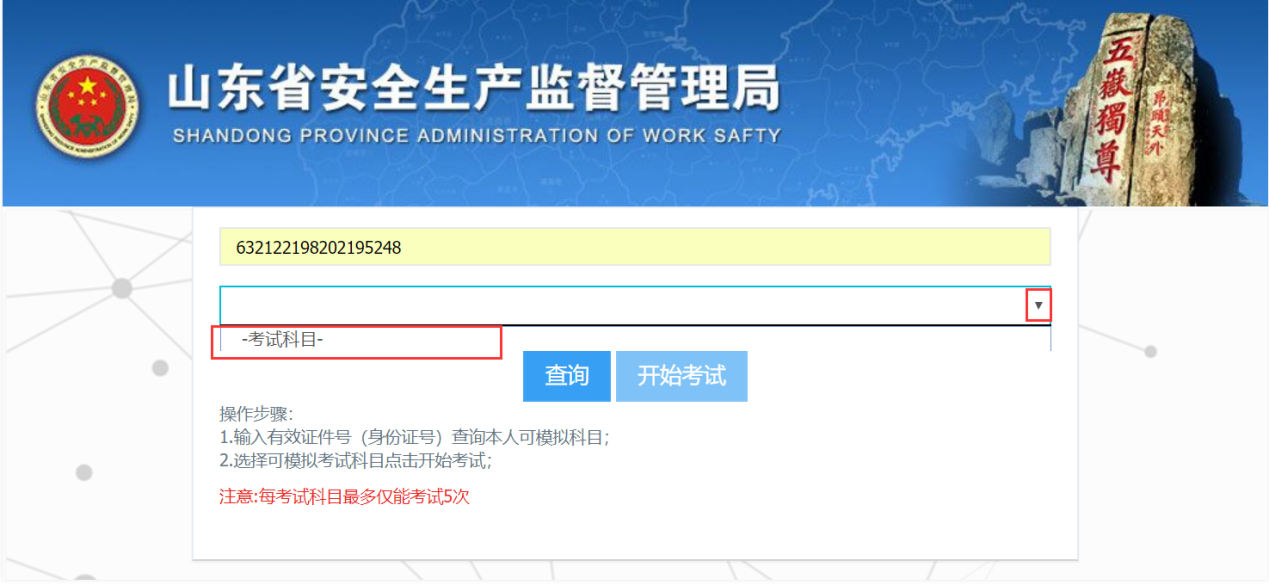 山东省安全生产监督管理局
SHANDONG PROVINCE ADMINISTRATION OF WORK SAFTY
五嶽獨尊
昂頭天外
632122198202195248
-考试科目-
查询 开始考试
操作步骤:
1.输入有效证件号（身份证号）查询本人可模拟科目;
2.选择可模拟考试科目点击开始考试;
注意:每考试科目最多仅能考试5次